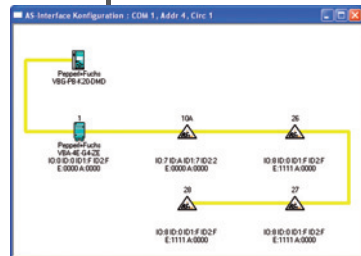 AS-Interface Konfiguration : COM 1, Addr 4, Circ 1
Pepperl+Fuchs
VBG-PB-K20-DMD
1
Pepperl+Fuchs
VBA-4E-G4-ZE
IO:0 ID:0 ID1:F ID2:F
E:0000 A:0000
10A
IO:7 ID:A ID1:7 ID2:2
E:0000 A:0000
26
IO:8 ID:0 ID1:F ID2:F
E:1111 A:0000
28
IO:8 ID:0 ID1:F ID2:F
E:1111 A:0000
27
IO:8 ID:0 ID1:F ID2:F
E:1111 A:0000